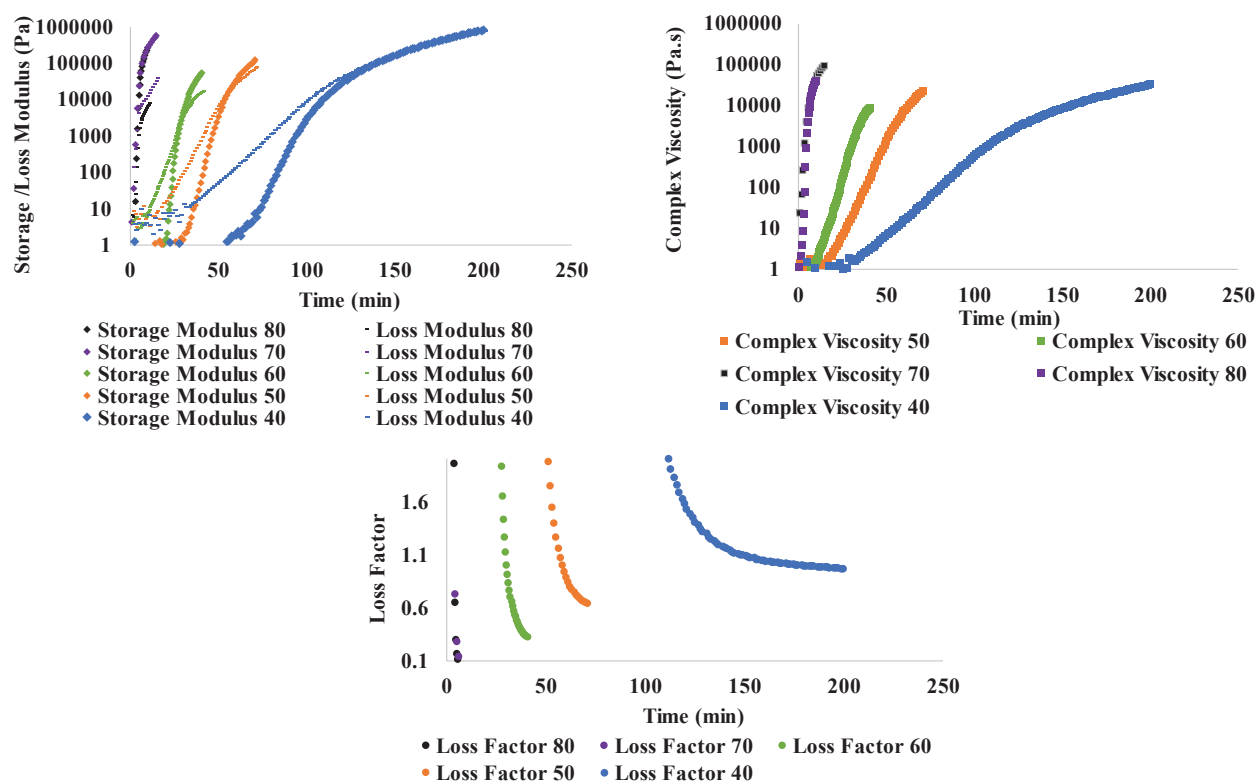 Storage /Loss Modulus (Pa)
1000000
100000
10000
1000
100
10
1
0 50 100 150 200 250
Time (min)
Storage Modulus 80 Loss Modulus 80
Storage Modulus 70 Loss Modulus 70
Storage Modulus 60 Loss Modulus 60
Storage Modulus 50 Loss Modulus 50
Storage Modulus 40 Loss Modulus 40
Complex Viscosity (Pa.s)
1000000
100000
10000
1000
100
10
1
0 50 100 150 200 250
Time (min)
Complex Viscosity 50 Complex Viscosity 60
Complex Viscosity 70 Complex Viscosity 80
Complex Viscosity 40
Loss Factor
1.6
1.1
0.6
0.1
0 50 100 150 200 250
Time (min)
Loss Factor 80 Loss Factor 70 Loss Factor 60
Loss Factor 50 Loss Factor 40